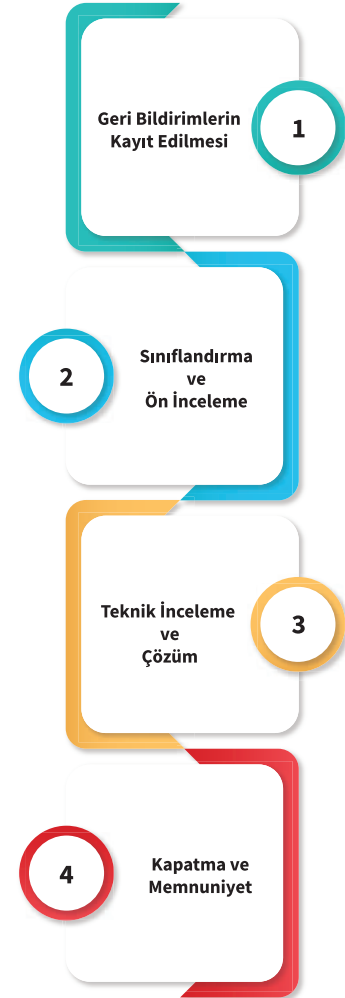 Geri Bildirimlerin
Kayıt Edilmesi
1
2
Sınıflandırma
ve
Ön İnceleme
Teknik İnceleme
ve
Çözüm
3
4
Kapatma ve
Memnuniyet